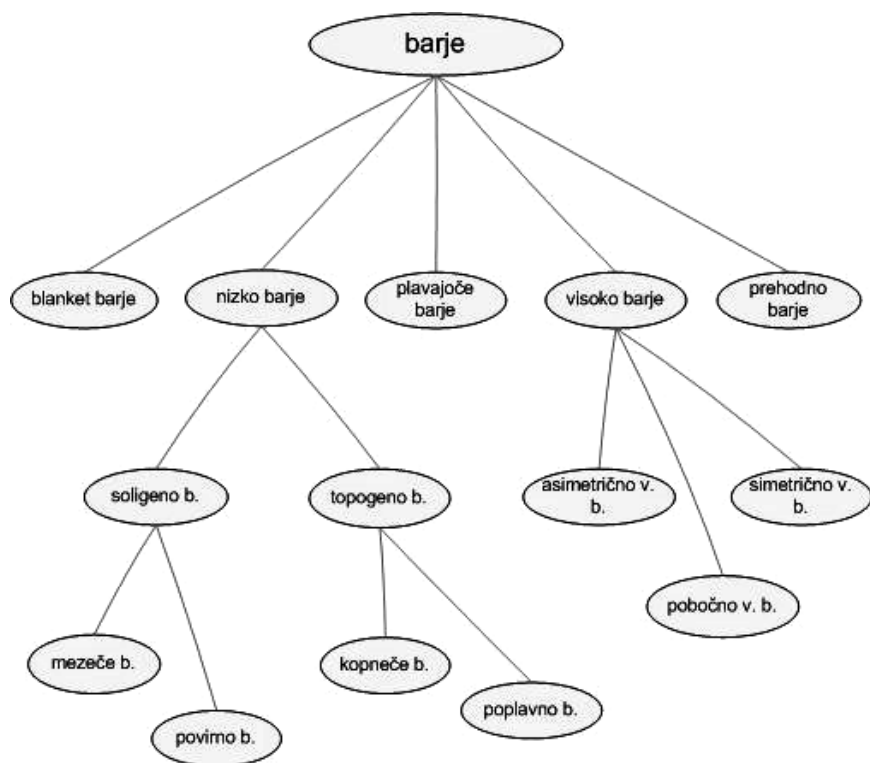 barje
blanket barje
nizko barje
plavajoče
barje
visoko barje
prehodno
barje
soligeno b.
topogeno b.
asimetrično v.
b.
simetrično v.
b.
pobočno v. b.
mezeče b.
kopneče b.
povirno b.
poplavno b.